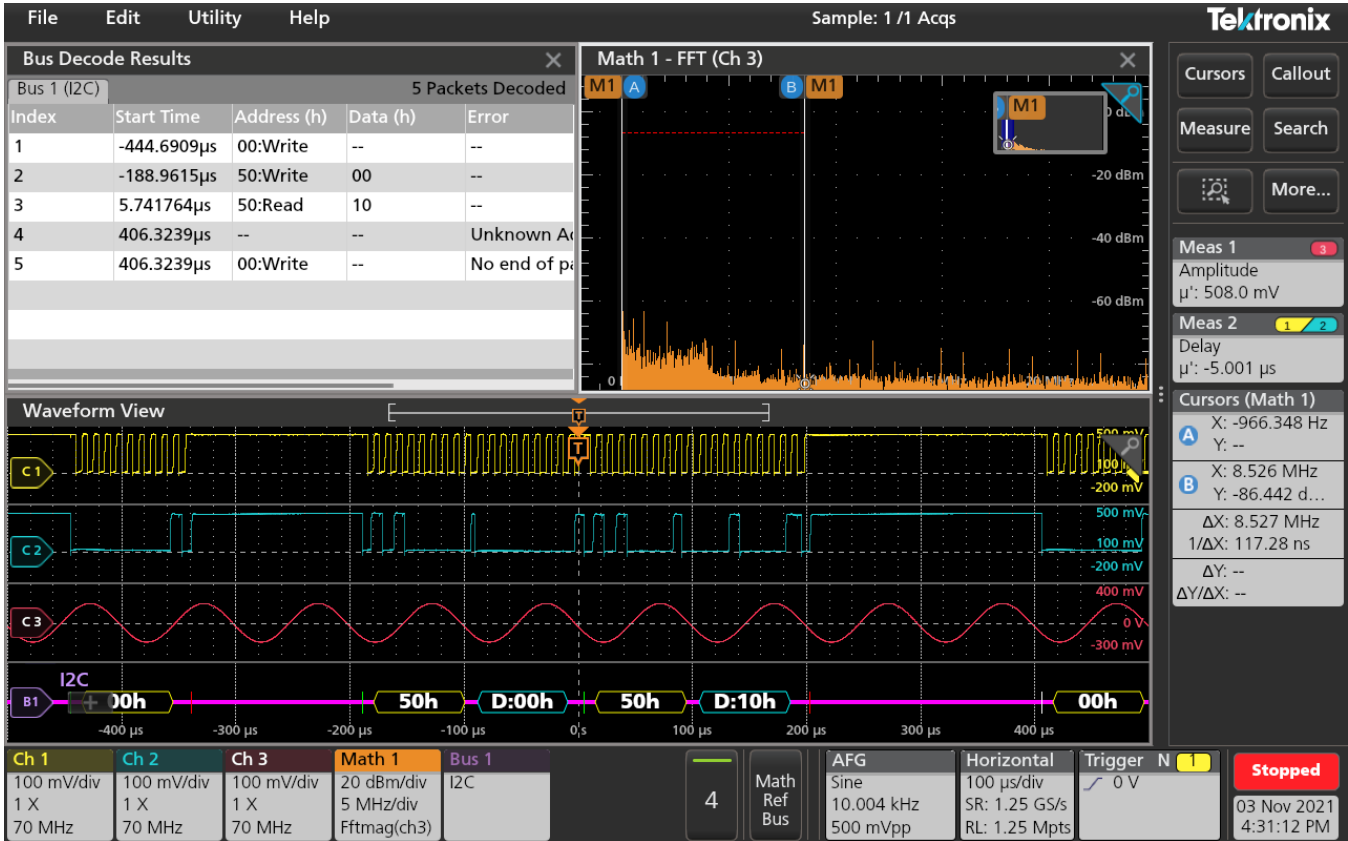 File Edit Utility Help Sample: 1 /1 Acqs Tektronix
Bus Decode Results
Bus 1 (I2C) 5 Packets Decoded
Index Start Time Address (h) Data (h) Error
1 -444.6909µs 00:Write -- --
2 -188.9615µs 50:Write 00 --
3 5.741764µs 50:Read 10 --
4 406.3239µs -- -- Unknown Ac
5 406.3239µs 00:Write -- No end of pa
Math 1 - FFT (Ch 3)
M1 A B M1
M1
-20 dBm
-40 dBm
-60 dBm
0
Cursors Callout
Measure Search
More...
Meas 1 3
Amplitude
µ': 508.0 mV
Meas 2 1 2
Delay
µ': -5.001 µs
Cursors (Math 1)
A X: -966.348 Hz
Y: --
B X: 8.526 MHz
Y: -86.442 d...
ΔX: 8.527 MHz
1/ΔX: 117.28 ns
ΔY: --
ΔY/ΔX: --
Waveform View
T
T
500 mV
C 1
-200 mV
500 mV
C 2 100 mV
-200 mV
400 mV
C 3 0 V
-300 mV
I2C
B1 00h 50h D:00h 50h D:10h 00h
-400 µs -300 µs -200 µs -100 µs 0s 100 µs 200 µs 300 µs 400 µs
Ch 1
100 mV/div
1 X
70 MHz
Ch 2
100 mV/div
1 X
70 MHz
Ch 3
100 mV/div
1 X
70 MHz
Math 1
20 dBm/div
5 MHz/div
Fftmag(ch3)
Bus 1
I2C
4
Math
Ref
Bus
AFG
Sine
10.004 kHz
500 mVpp
Horizontal
100 µs/div
SR: 1.25 GS/s
RL: 1.25 Mpts
Trigger N 1
0 V
Stopped
03 Nov 2021
4:31:12 PM